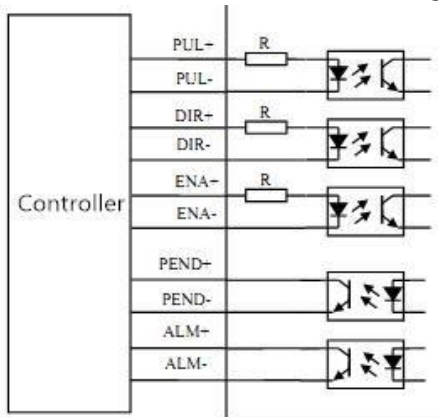 PUL+
R
PUL-
DIR+
R
DIR-
ENA+
R
Controller
ENA-
PEND+
PEND-
ALM+
ALM-